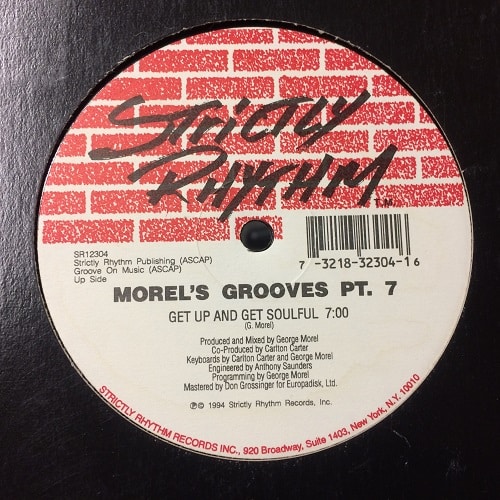 STRICTLY
RHYTHM
T.M.
SR12304
Strictly Rhythm Publishing (ASCAP)
Groove On Music (ASCAP)
Up Side
7 -3218-32304-1 6
MOREL'S GROOVES PT. 7
GET UP AND GET SOULFUL 7:00
(G. Morel)
Produced and Mixed by George Morel
Co-Produced by Carlton Carter
Keyboards by Carlton Carter and George Morel
Engineered by Anthony Saunders
Programming by George Morel
Mastered by Don Grossinger for Europadisk, Ltd.
℗© 1994 Strictly Rhythm Records, Inc.
STRICTLY RHYTHM RECORDS INC., 920 Broadway, Suite 1403, New York, N.Y. 10010